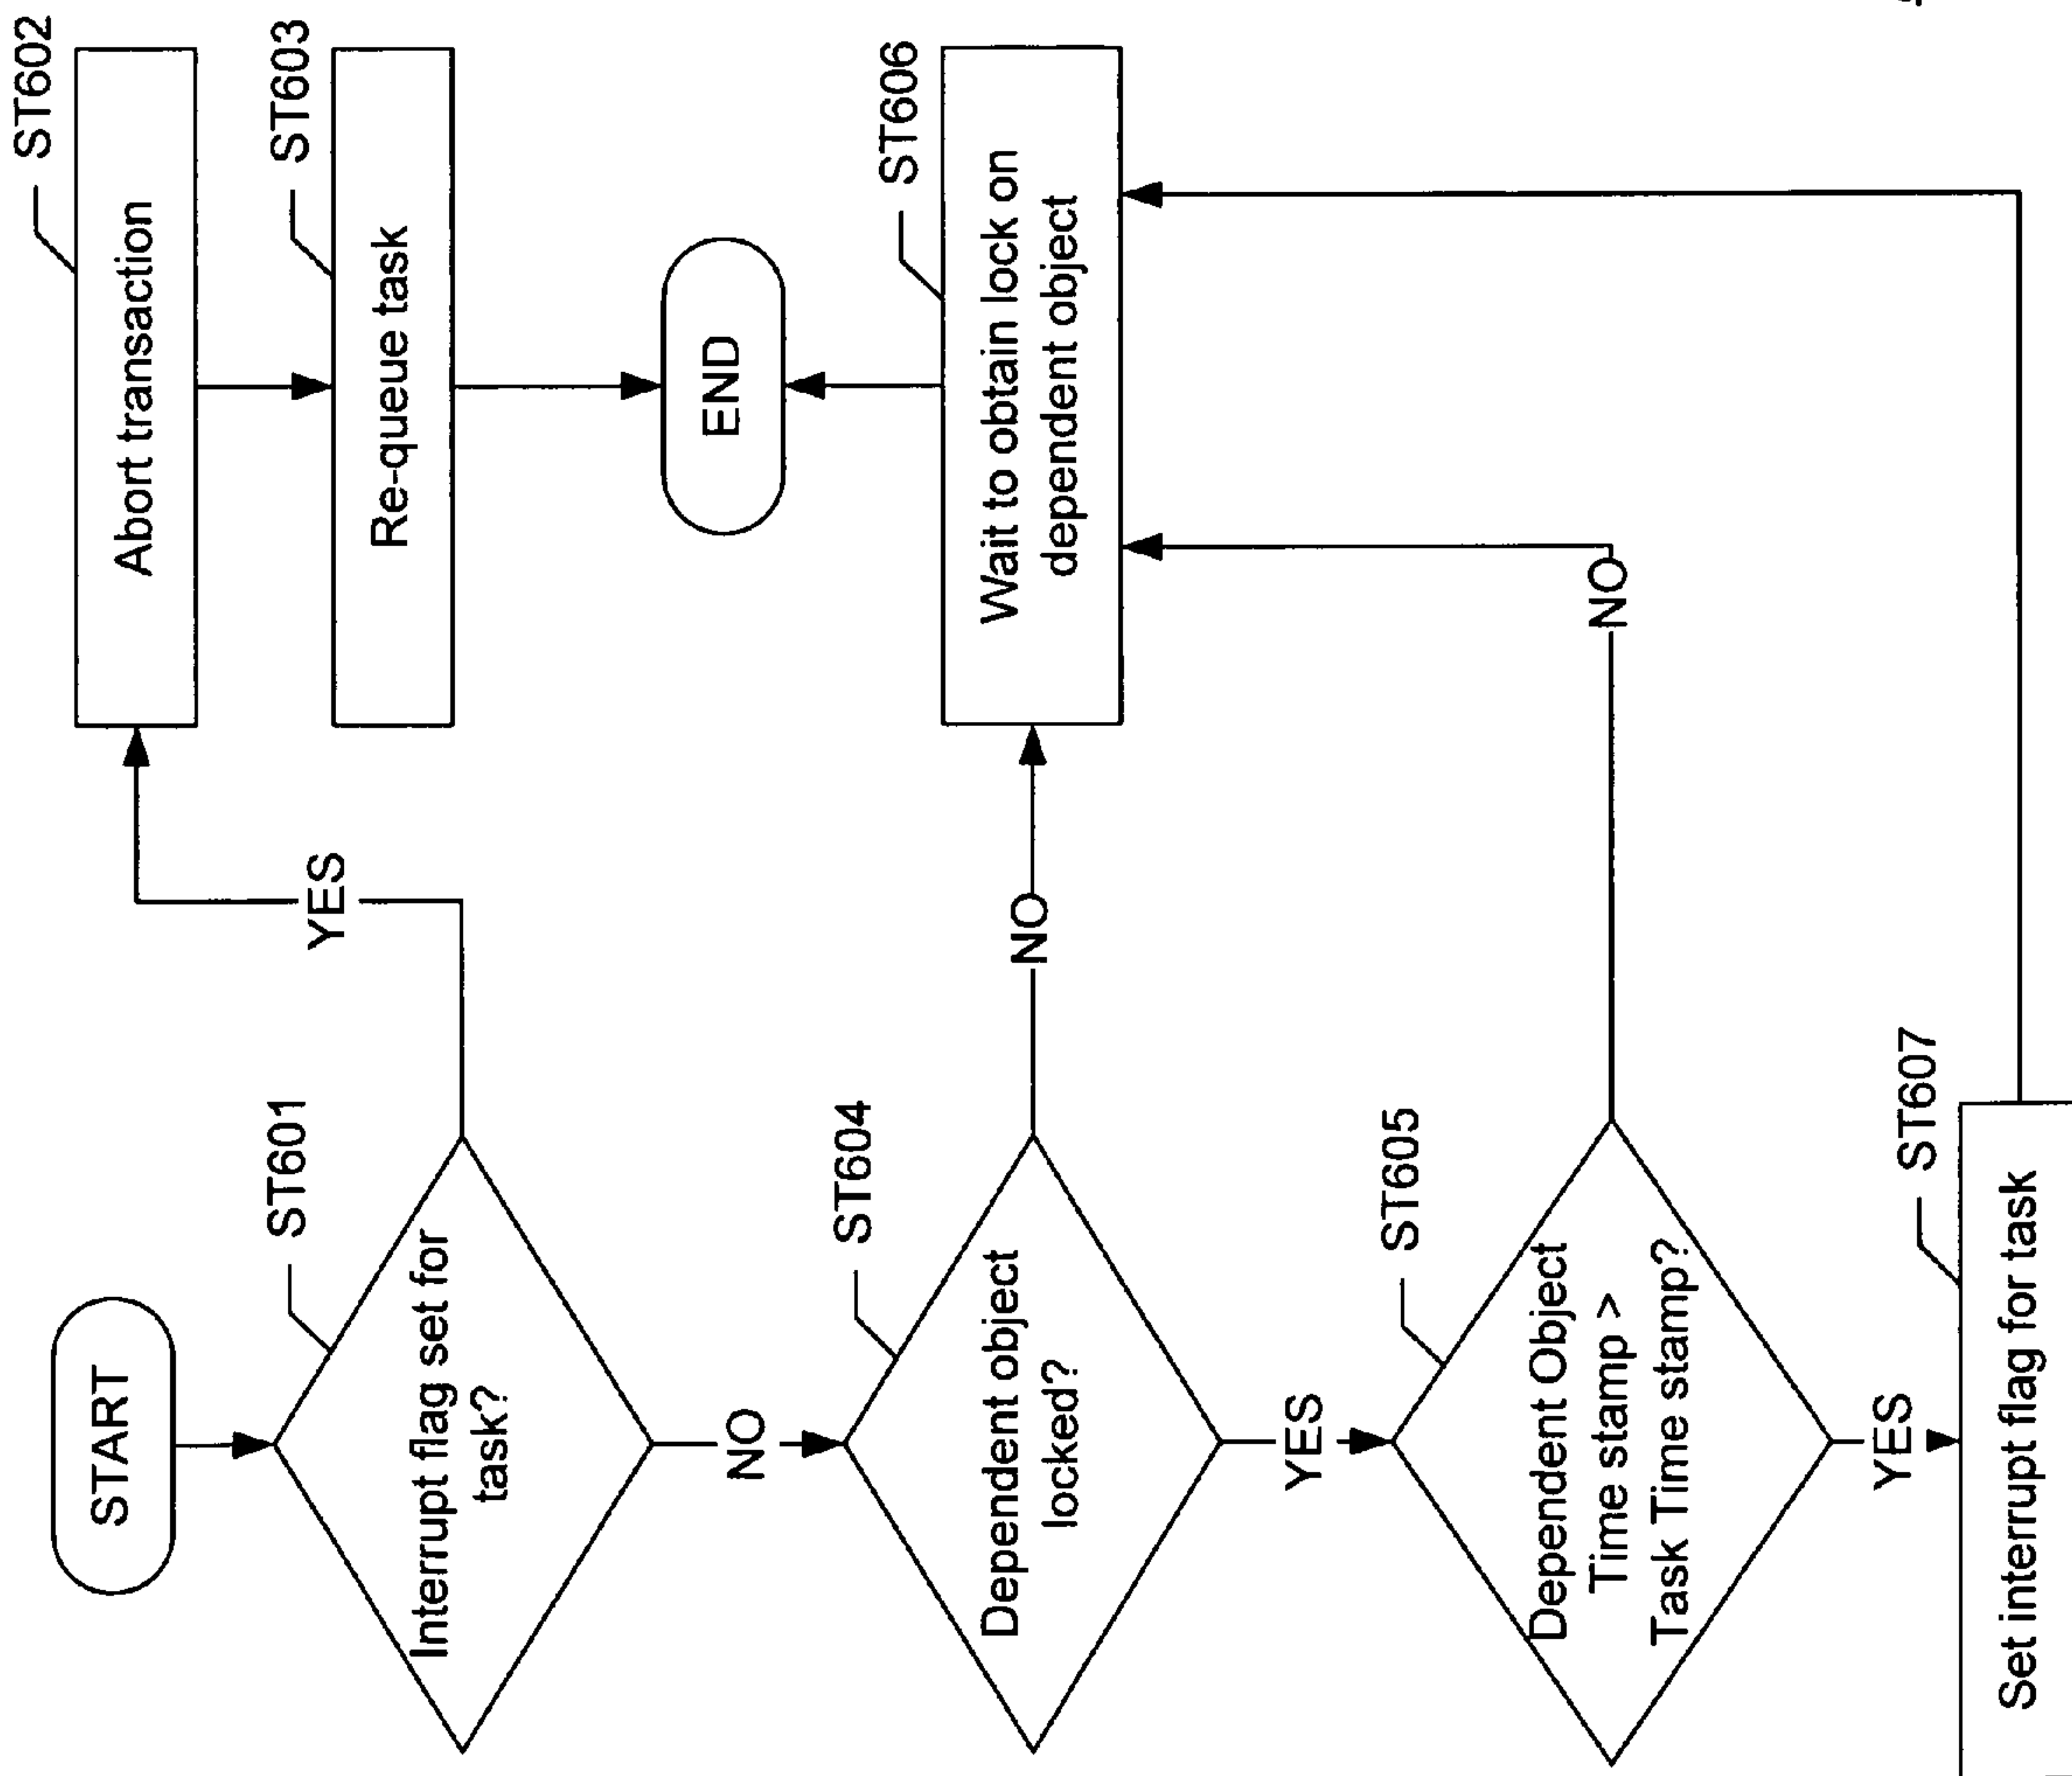 START
ST601
Interrupt flag set for
task?
YES
ST602
Abort transaction
ST603
Re-queue task
END
NO
ST604
Dependent object
locked?
NO
ST606
Wait to obtain lock on
dependent object
YES
ST605
Dependent Object
Time stamp >
Task Time stamp?
NO
YES
ST607
Set interrupt flag for task